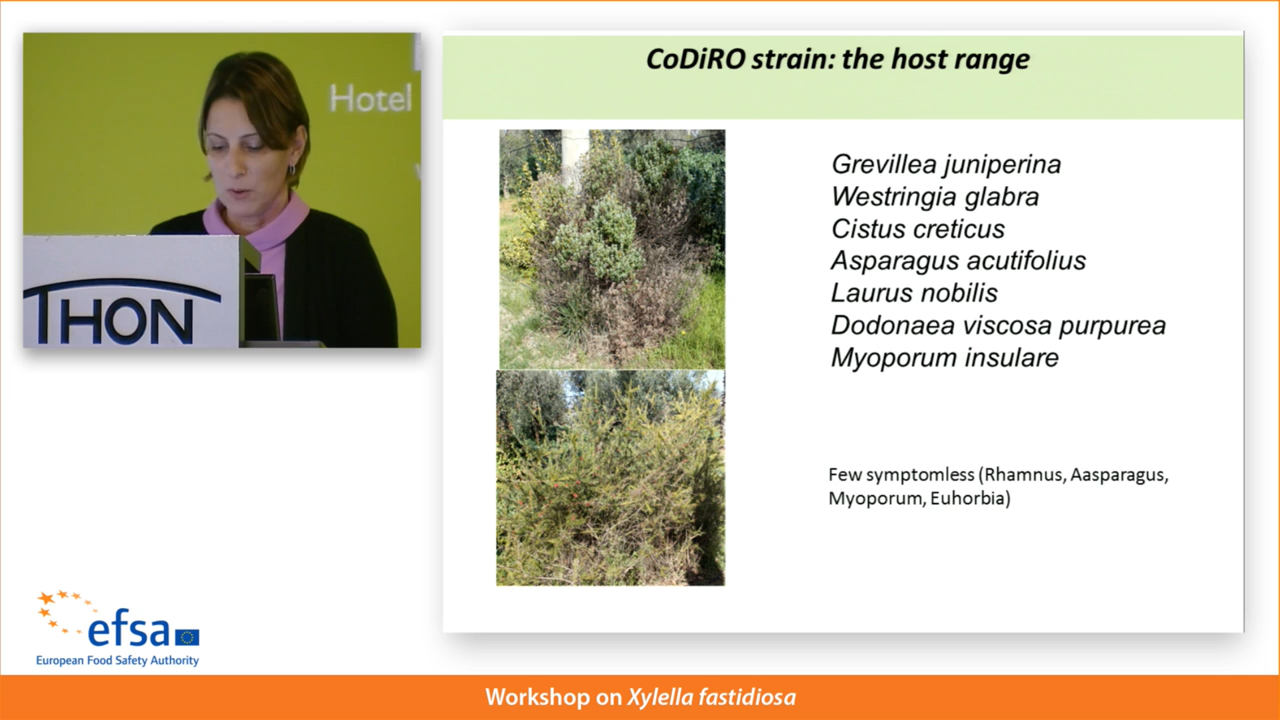 CoDiRO strain: the host range
Hotel
THON
Grevillea juniperina
Westringia glabra
Cistus creticus
Asparagus acutifolius
Laurus nobilis
Dodonaea viscosa purpurea
Myoporum insulare
Few symptomless (Rhamnus, Aasparagus,
Myoporum, Euhorbia)
efsa
European Food Safety Authority
Workshop on Xylella fastidiosa